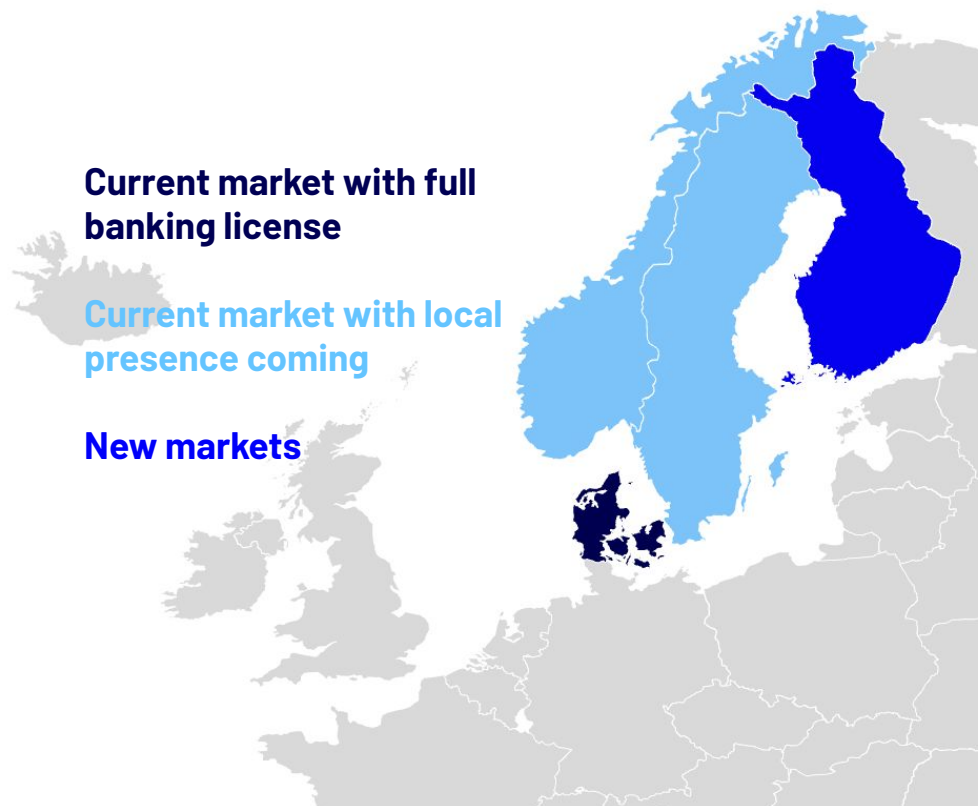 Current market with full
banking license
Current market with local
presence coming
New markets